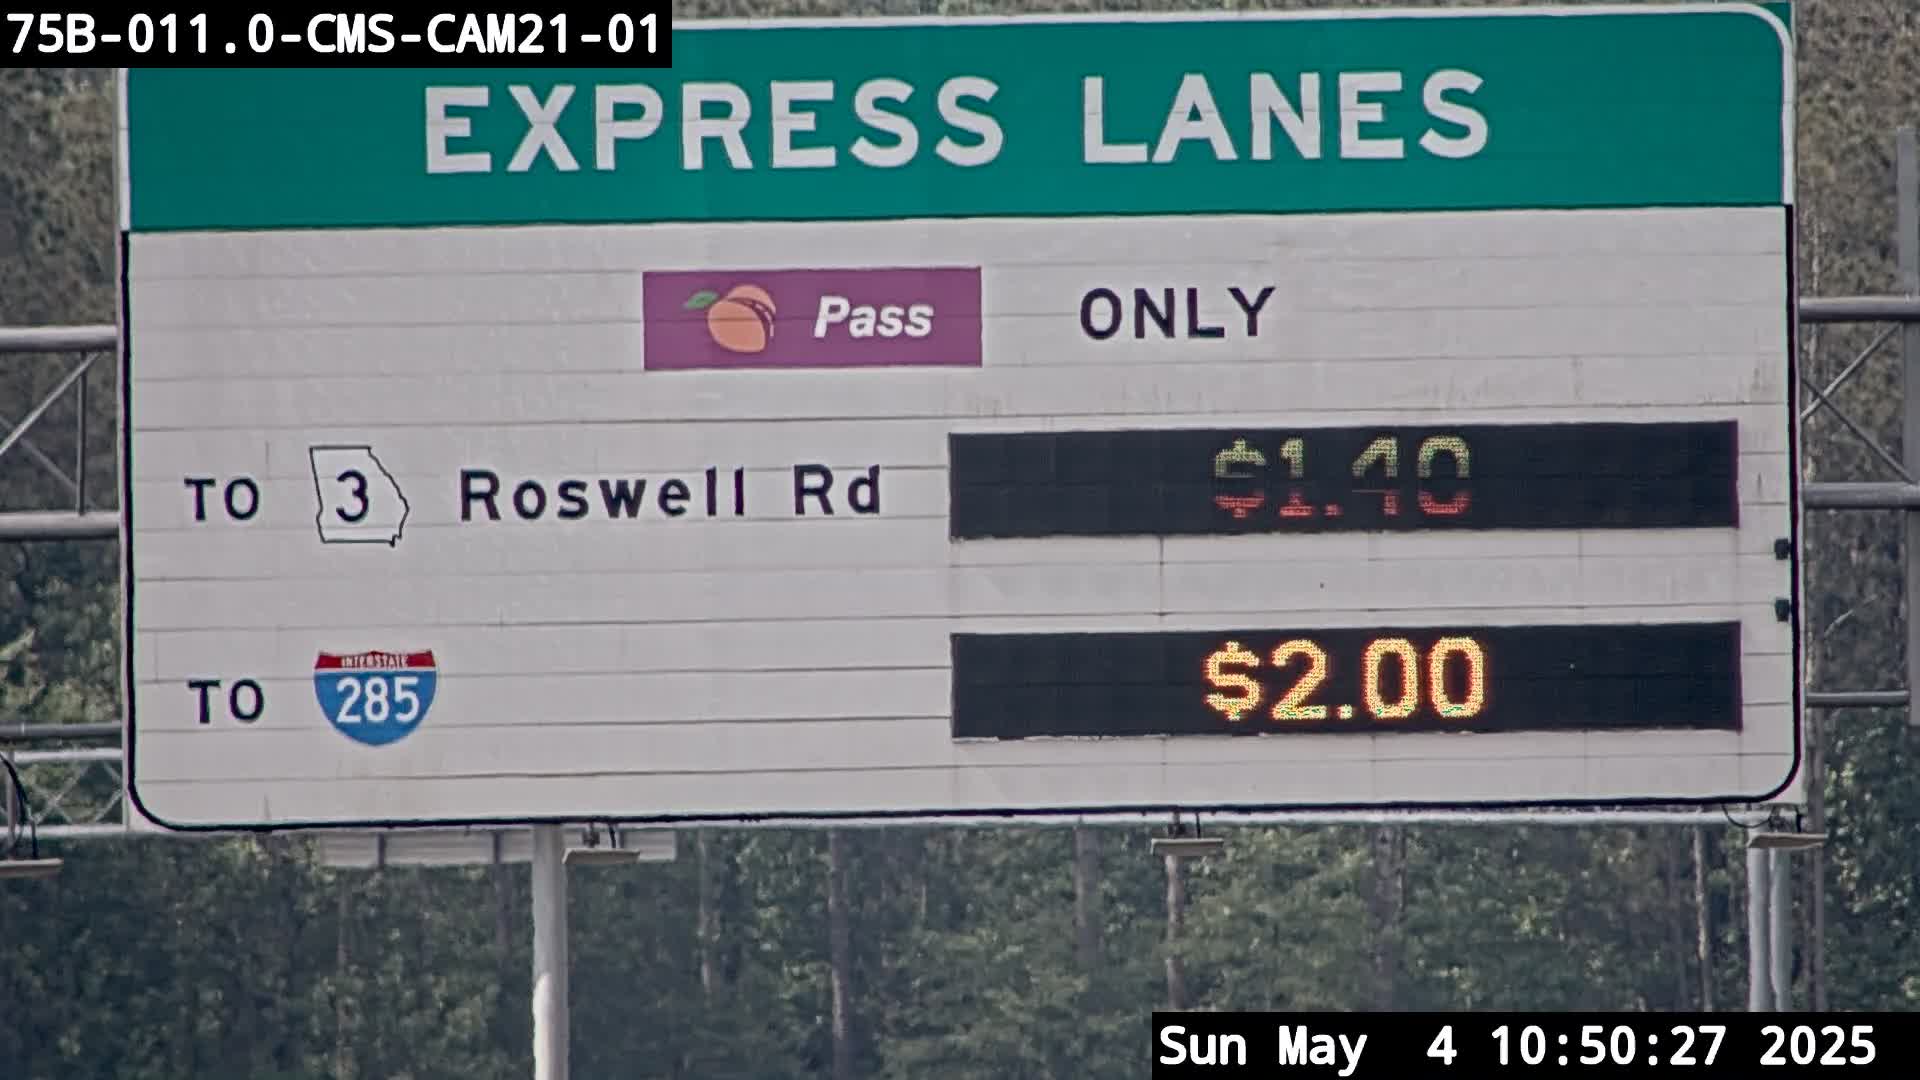 75B-011.0-CMS-CAM21-01
EXPRESS LANES
Pass ONLY
TO 3 Roswell Rd $1.40
TO INTERSTATE 285 $2.00
Sun May 4 10:50:27 2025